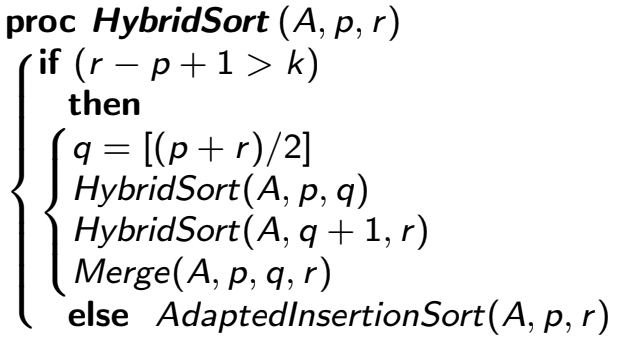 proc HybridSort (A, p, r)
if (r − p + 1 > k)
then
q = [(p + r)/2]
HybridSort(A, p, q)
HybridSort(A, q + 1, r)
Merge(A, p, q, r)
else AdaptedInsertionSort(A, p, r)